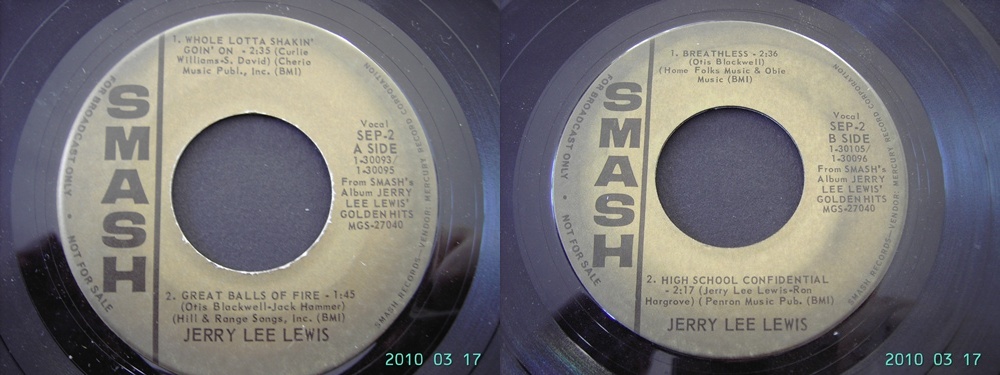 1. WHOLE LOTTA SHAKIN'
GOIN' ON - 2:35 (Curlie
Williams-S. David) (Cherio
Music Publ., Inc. (BMI)
SMASH
FOR BROADCAST ONLY • NOT FOR SALE
Vocal
SEP-2
A SIDE
1-30093/
1-30095
From SMASH's
Album JERRY
LEE LEWIS'
GOLDEN HITS
MGS-27040
SMASH RECORDS—VENDOR: MERCURY RECORD CORPORATION
2. GREAT BALLS OF FIRE - 1:45
(Otis Blackwell-Jack Hammer)
(Hill & Range Songs, Inc. (BMI)
JERRY LEE LEWIS
2010 03 17
1. BREATHLESS - 2:36
(Otis Blackwell)
(Home Folks Music & Obie
Music (BMI)
SMASH
FOR BROADCAST ONLY • NOT FOR SALE
Vocal
SEP-2
B SIDE
1-30105/
1-30096
From SMASH's
Album JERRY
LEE LEWIS'
GOLDEN HITS
MGS-27040
SMASH RECORDS—VENDOR: MERCURY RECORD CORPORATION
2. HIGH SCHOOL CONFIDENTIAL
- 2:17 (Jerry Lee Lewis-Ron
Hargrove) (Penron Music Pub. (BMI)
JERRY LEE LEWIS
2010 03 17